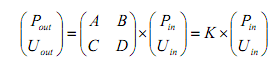 (P_out U_out) = (A B C D) × (P_in U_in) = K × (P_in U_in)